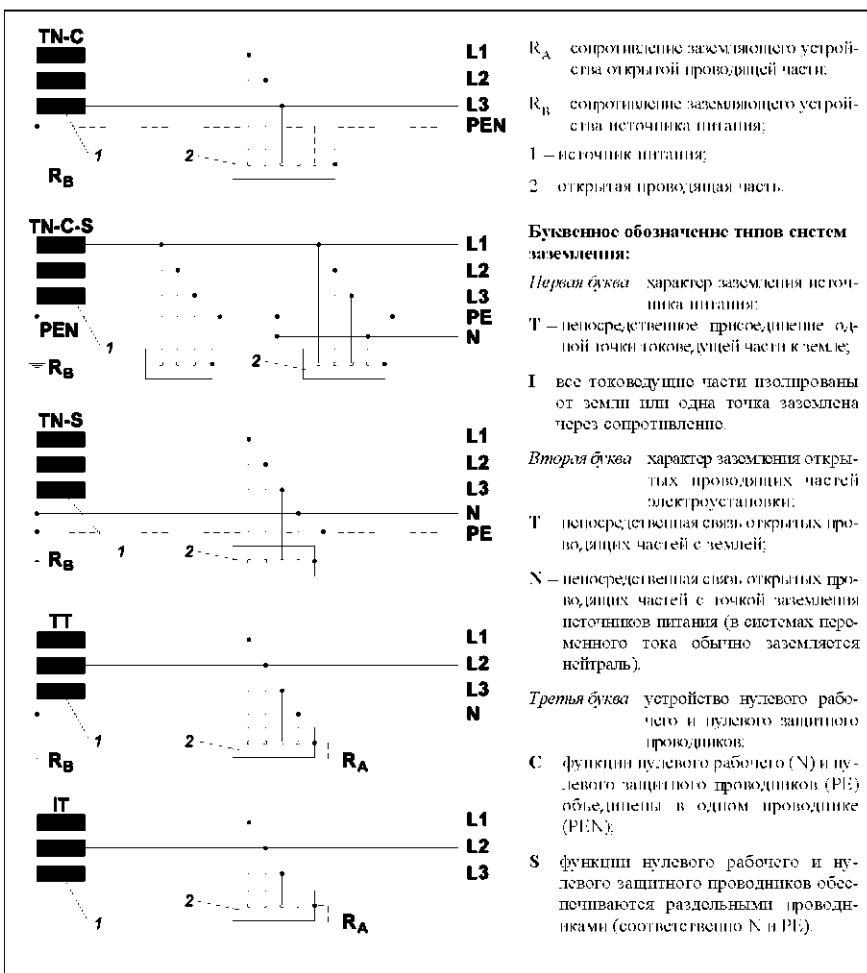 TN-C
L1
L2
L3
PEN
1
2
R_B
TN-C-S
L1
L2
L3
PE
PEN
N
1
2
R_B
TN-S
L1
L2
L3
N
PE
1
2
R_B
TT
L1
L2
L3
N
1
2
R_B
R_A
IT
L1
L2
L3
1
2
R_A
R_A сопротивление заземляющего устрой-
ства открытой проводящей части;
R_B сопротивление заземляющего устрой-
ства источника питания;
1 – источник питания;
2 открытая проводящая часть.
Буквенное обозначение типов систем
заземления:
Первая буква характер заземления источ-
ника питания:
T – непосредственное присоединение од-
ной точки токоведущей части к земле;
I все токоведущие части изолированы
от земли или одна точка заземлена
через сопротивление.
Вторая буква характер заземления откры-
тых проводящих частей
электроустановки:
T непосредственная связь открытых про-
водящих частей с землей;
N – непосредственная связь открытых про-
водящих частей с точкой заземления
источников питания (в системах пере-
менного тока обычно заземляется
нейтраль).
Третья буква устройство нулевого рабо-
чего и нулевого защитного
проводников:
C функции нулевого рабочего (N) и ну-
левого защитного проводников (PE)
объединены в одном проводнике
(PEN);
S функции нулевого рабочего и ну-
левого защитного проводников обес-
печиваются раздельными проводн-
иками (соответственно N и PE).